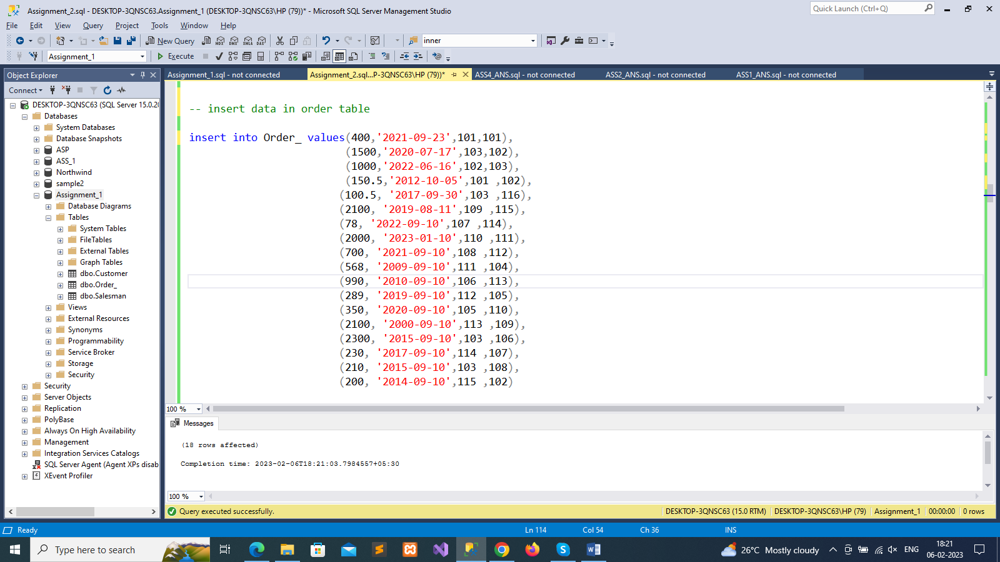 Assignment_2.sql - DESKTOP-3QNSC63.Assignment_1 (DESKTOP-3QNSC63\HP (79))* - Microsoft SQL Server Management Studio
Quick Launch (Ctrl+Q)
File Edit View Query Project Tools Window Help
New Query
MDX DMX XMLA DAX
inner
Assignment_1
Execute
Object Explorer
Assignment_1.sql - not connected
Assignment_2.sql...P-3QNSC63\HP (79))*
ASS4_ANS.sql - not connected
ASS2_ANS.sql - not connected
ASS1_ANS.sql - not connected
Connect
DESKTOP-3QNSC63 (SQL Server 15.0.20
Databases
System Databases
Database Snapshots
ASP
ASS_1
Northwind
sample2
Assignment_1
Database Diagrams
Tables
System Tables
FileTables
External Tables
Graph Tables
dbo.Customer
dbo.Order_
dbo.Salesman
Views
External Resources
Synonyms
Programmability
Service Broker
Storage
Security
Security
Server Objects
Replication
PolyBase
Always On High Availability
Management
Integration Services Catalogs
SQL Server Agent (Agent XPs disab
XEvent Profiler
-- insert data in order table
insert into Order_ values(400,'2021-09-23',101,101),
(1500,'2020-07-17',103,102),
(1000,'2022-06-16',102,103),
(150.5,'2012-10-05',101 ,102),
(100.5, '2017-09-30',103 ,116),
(2100, '2019-08-11',109 ,115),
(78, '2022-09-10',107 ,114),
(2000, '2023-01-10',110 ,111),
(700, '2021-09-10',108 ,112),
(568, '2009-09-10',111 ,104),
(990, '2010-09-10',106 ,113),
(289, '2019-09-10',112 ,105),
(350, '2020-09-10',105 ,110),
(2100, '2000-09-10',113 ,109),
(2300, '2015-09-10',103 ,106),
(230, '2017-09-10',114 ,107),
(210, '2015-09-10',103 ,108),
(200, '2014-09-10',115 ,102)
100 %
Messages
(18 rows affected)
Completion time: 2023-02-06T18:21:03.7984557+05:30
100 %
Query executed successfully.
DESKTOP-3QNSC63 (15.0 RTM) DESKTOP-3QNSC63\HP (79) Assignment_1 00:00:00 0 rows
Ready
Ln 114 Col 54 Ch 36 INS
Type here to search
26°C Mostly cloudy
ENG
18:21
06-02-2023